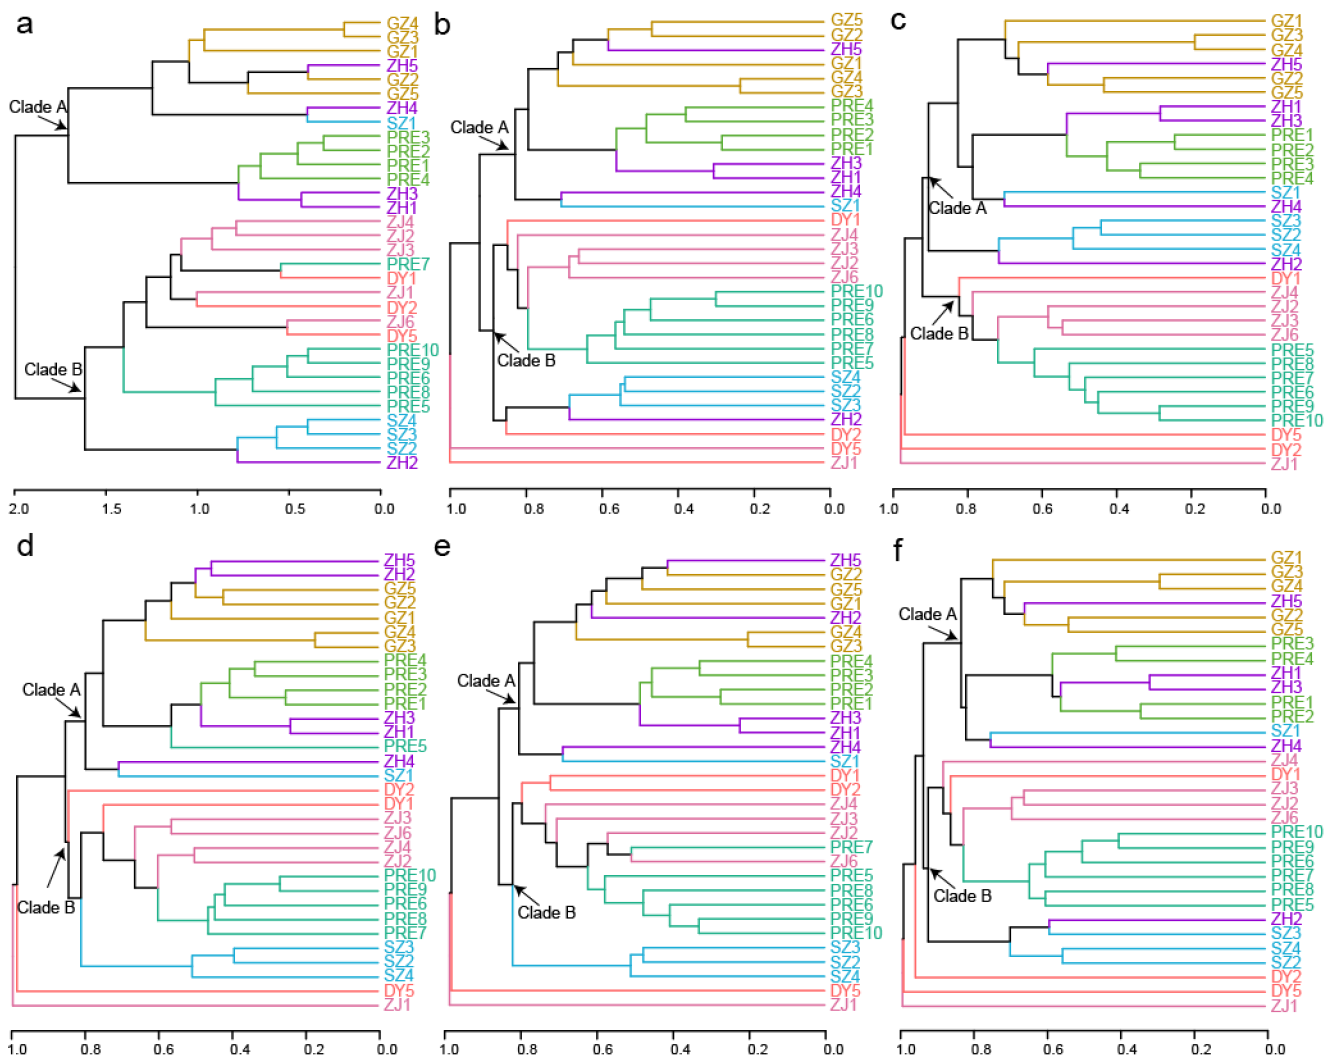 a
GZ4
GZ3
GZ1
ZH5
GZ2
GZ5
ZH4
SZ1
PRE3
PRE2
PRE1
PRE4
ZH3
ZH1
ZJ4
ZJ2
ZJ3
PRE7
DY1
ZJ1
DY2
ZJ6
DY5
PRE10
PRE9
PRE6
PRE8
PRE5
SZ4
SZ3
SZ2
ZH2
Clade A
Clade B
2.0 1.5 1.0 0.5 0.0
b
GZ5
GZ2
ZH5
GZ1
GZ4
GZ3
PRE4
PRE3
PRE2
PRE1
ZH3
ZH1
ZH4
SZ1
DY1
ZJ4
ZJ3
ZJ2
ZJ6
PRE10
PRE9
PRE6
PRE8
PRE7
PRE5
SZ4
SZ2
SZ3
ZH2
DY2
DY5
ZJ1
Clade A
Clade B
1.0 0.8 0.6 0.4 0.2 0.0
c
GZ1
GZ3
GZ4
ZH5
GZ2
GZ5
ZH1
ZH3
PRE1
PRE2
PRE3
PRE4
SZ1
ZH4
SZ3
SZ2
SZ4
ZH2
DY1
ZJ4
ZJ2
ZJ3
ZJ6
PRE5
PRE8
PRE7
PRE6
PRE9
PRE10
DY5
DY2
ZJ1
Clade A
Clade B
1.0 0.8 0.6 0.4 0.2 0.0
d
ZH5
ZH2
GZ5
GZ2
GZ1
GZ4
GZ3
PRE4
PRE3
PRE2
PRE1
ZH3
ZH1
PRE5
ZH4
SZ1
DY2
DY1
ZJ3
ZJ6
ZJ4
ZJ2
PRE10
PRE9
PRE6
PRE8
PRE7
SZ3
SZ2
SZ4
DY5
ZJ1
Clade A
Clade B
1.0 0.8 0.6 0.4 0.2 0.0
e
ZH5
GZ2
GZ5
GZ1
ZH2
GZ4
GZ3
PRE4
PRE3
PRE2
PRE1
ZH3
ZH1
ZH4
SZ1
DY1
DY2
ZJ4
ZJ3
ZJ2
PRE7
ZJ6
PRE5
PRE8
PRE6
PRE9
PRE10
SZ3
SZ2
SZ4
DY5
ZJ1
Clade A
Clade B
1.0 0.8 0.6 0.4 0.2 0.0
f
GZ1
GZ3
GZ4
ZH5
GZ2
GZ5
PRE3
PRE4
ZH1
ZH3
PRE1
PRE2
SZ1
ZH4
ZJ4
DY1
ZJ3
ZJ2
ZJ6
PRE10
PRE9
PRE6
PRE7
PRE8
PRE5
ZH2
SZ3
SZ4
SZ2
DY2
DY5
ZJ1
Clade A
Clade B
1.0 0.8 0.6 0.4 0.2 0.0